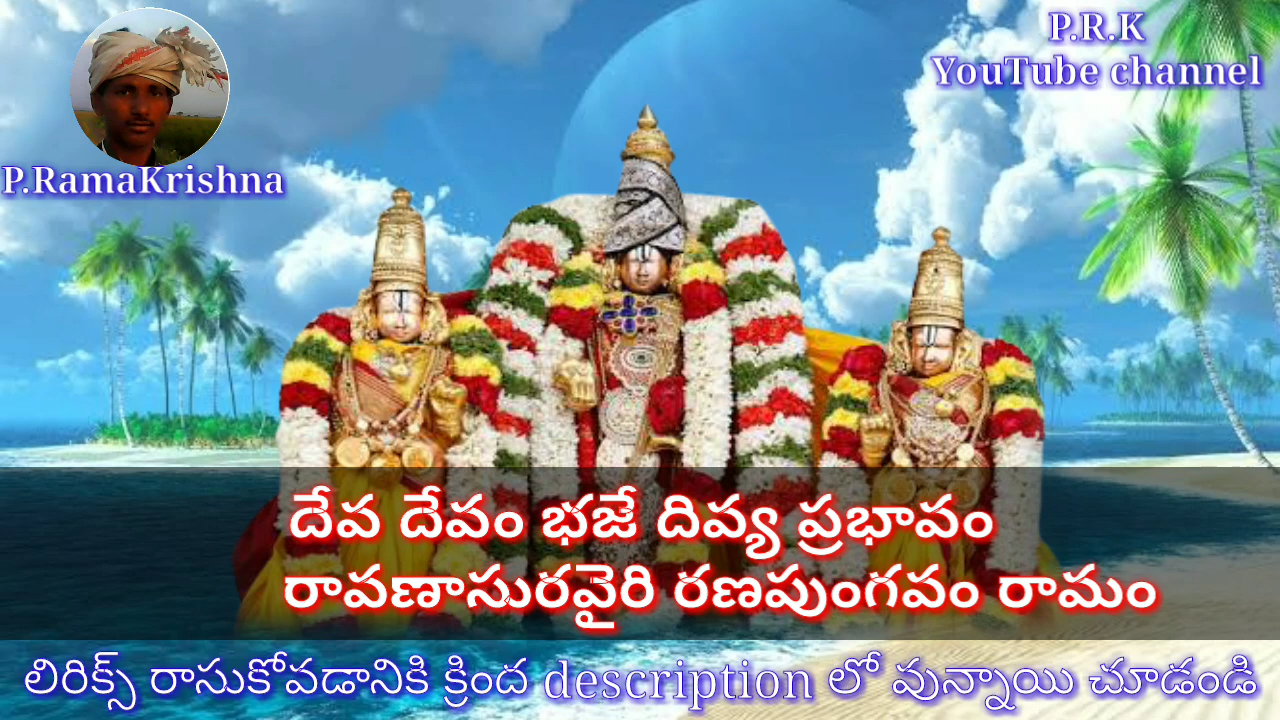 P.R.K
YouTube channel
P.RamaKrishna
దేవ దేవం భజే దివ్య ప్రభావం
రావణాసురవైరి రణపుంగవం రామం
లిరిక్స్ రాసుకోవడానికి క్రింద description లో వున్నాయి చూడండి